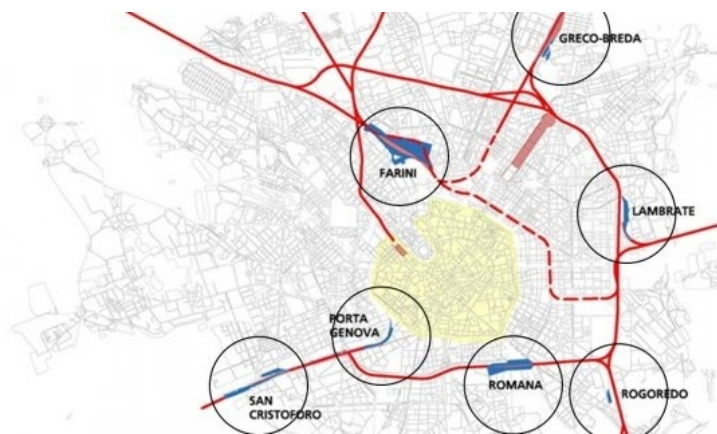 GRECO-BREDA
FARINI
LAMBRATE
PORTA
GENOVA
ROMANA
ROGOREDO
SAN
CRISTOFORO